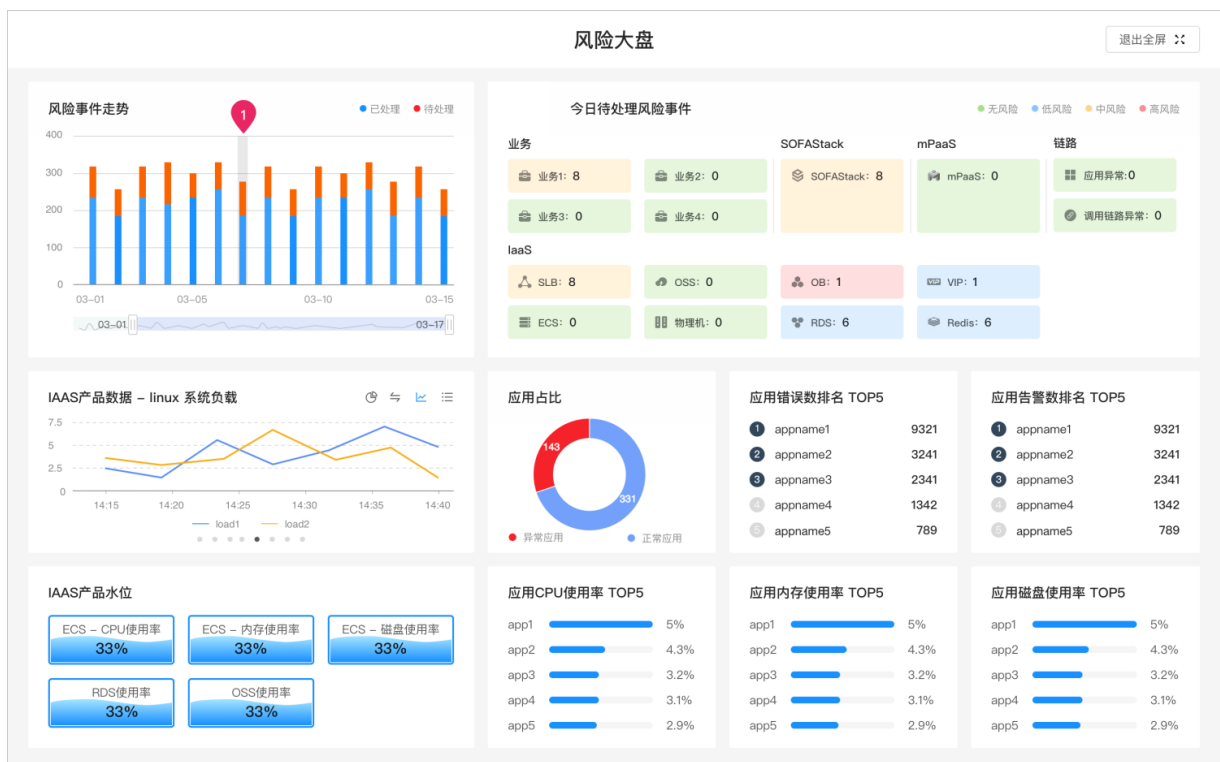 风险大盘
退出全屏
风险事件走势
已处理 待处理
1
400
300
200
100
0
03-01 03-05 03-10 03-15
03-01 03-17
今日待处理风险事件
无风险 低风险 中风险 高风险
业务 SOFAStack mPaaS 链路
业务1: 8 业务2: 0 SOFAStack: 8 mPaaS: 0 应用异常:0
业务3: 0 业务4: 0 调用链路异常: 0
IaaS
SLB: 8 OSS: 0 OB: 1 VIP VIP: 1
ECS: 0 物理机: 0 RDS: 6 Redis: 6
IAAS产品数据 – linux 系统负载
7.5
5
2.5
0
14:15 14:20 14:25 14:30 14:35 14:40
load1 load2
应用占比
143
331
异常应用 正常应用
应用错误数排名 TOP5
1 appname1 9321
2 appname2 3241
3 appname3 2341
4 appname4 1342
5 appname5 789
应用告警数排名 TOP5
1 appname1 9321
2 appname2 3241
3 appname3 2341
4 appname4 1342
5 appname5 789
IAAS产品水位
ECS – CPU使用率 ECS – 内存使用率 ECS – 磁盘使用率
33% 33% 33%
RDS使用率 OSS使用率
33% 33%
应用CPU使用率 TOP5
app1 5%
app2 4.3%
app3 3.2%
app4 3.1%
app5 2.9%
应用内存使用率 TOP5
app1 5%
app2 4.3%
app3 3.2%
app4 3.1%
app5 2.9%
应用磁盘使用率 TOP5
app1 5%
app2 4.3%
app3 3.2%
app4 3.1%
app5 2.9%